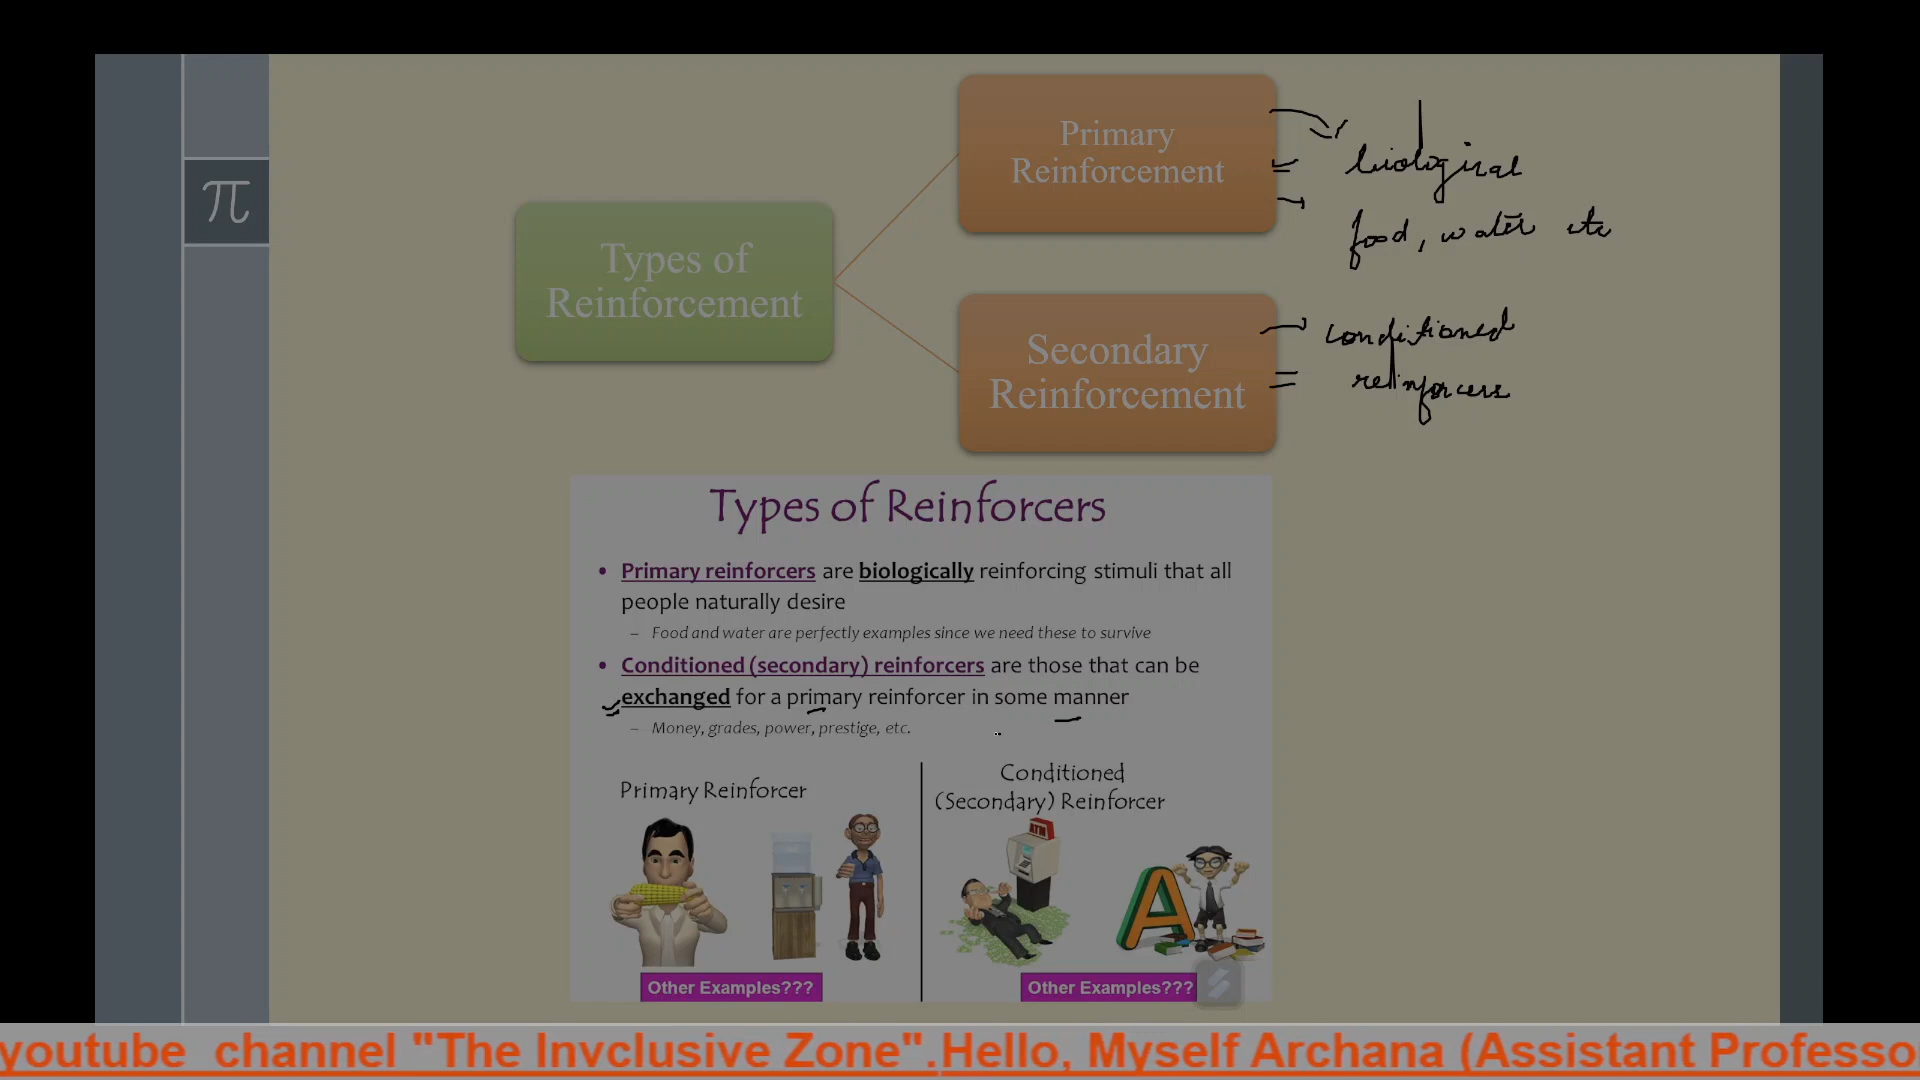 π
Types of
Reinforcement
Primary
Reinforcement
biological
food, water etc
Secondary
Reinforcement
conditioned
reinforcers
Types of Reinforcers
• Primary reinforcers are biologically reinforcing stimuli that all
people naturally desire
– Food and water are perfectly examples since we need these to survive
• Conditioned (secondary) reinforcers are those that can be
exchanged for a primary reinforcer in some manner
– Money, grades, power, prestige, etc.
Primary Reinforcer
Conditioned
(Secondary) Reinforcer
ATM
A
Other Examples???
Other Examples???
youtube channel "The Invclusive Zone".Hello, Myself Archana (Assistant Professo